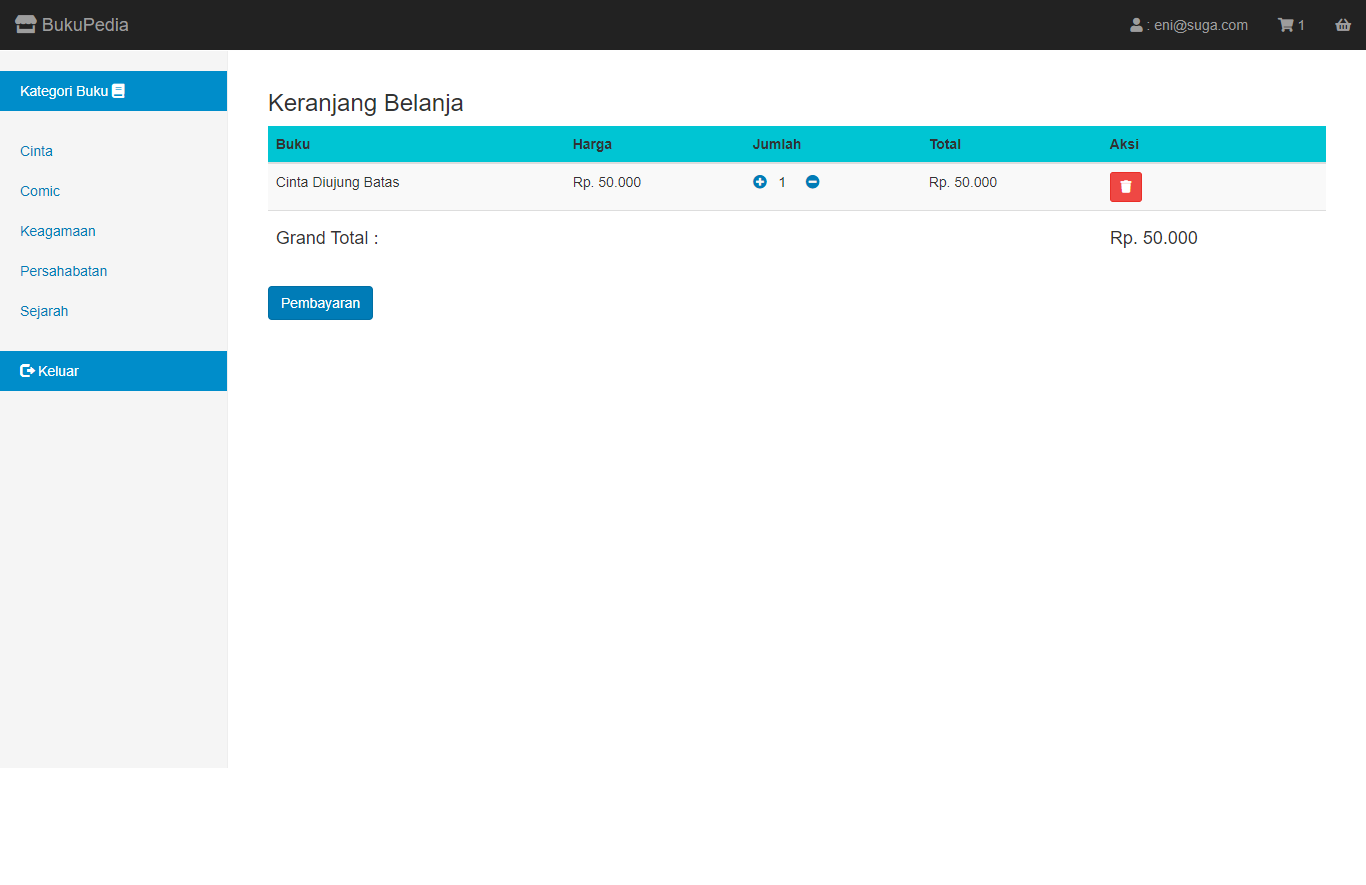 BukuPedia
: eni@suga.com
1
Kategori Buku
Cinta
Comic
Keagamaan
Persahabatan
Sejarah
Keluar
Keranjang Belanja
Buku Harga Jumlah Total Aksi
Cinta Diujung Batas Rp. 50.000 1 Rp. 50.000
Grand Total : Rp. 50.000
Pembayaran